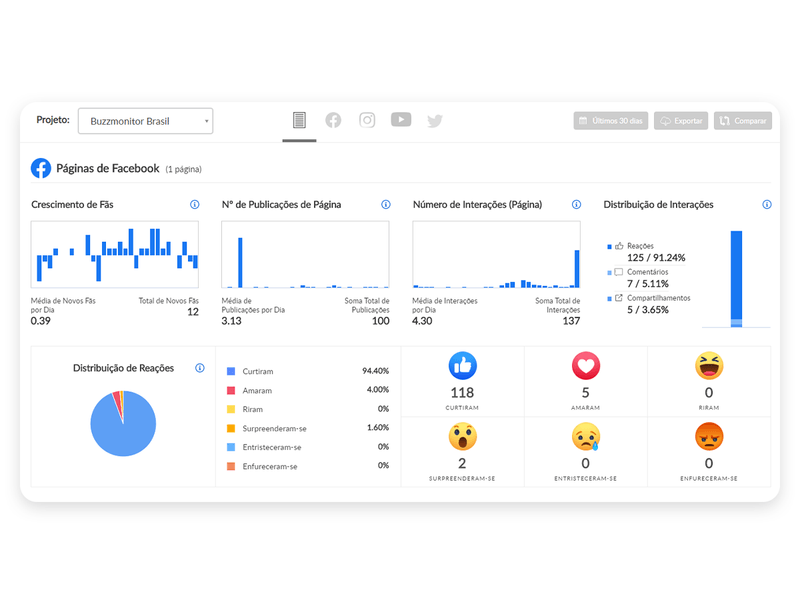 Projeto:
Buzzmonitor Brasil
Últimos 30 dias
Exportar
Comparar
Páginas de Facebook (1 página)
Crescimento de Fãs
Média de Novos Fãs por Dia
0.39
Total de Novos Fãs
12
Nº de Publicações de Página
Média de
Publicações por Dia
3.13
Soma Total de
Publicações
100
Número de Interações (Página)
Média de Interações
por Dia
4.30
Soma Total de
Interações
137
Distribuição de Interações
Reações
125 / 91.24%
Comentários
7 / 5.11%
Compartilhamentos
5 / 3.65%
Distribuição de Reações
Curtiram 94.40%
Amaram 4.00%
Riram 0%
Surpreenderam-se 1.60%
Entristeceram-se 0%
Enfureceram-se 0%
118
CURTIRAM
5
AMARAM
0
RIRAM
2
SURPREENDERAM-SE
0
ENTRISTECERAM-SE
0
ENFURECERAM-SE